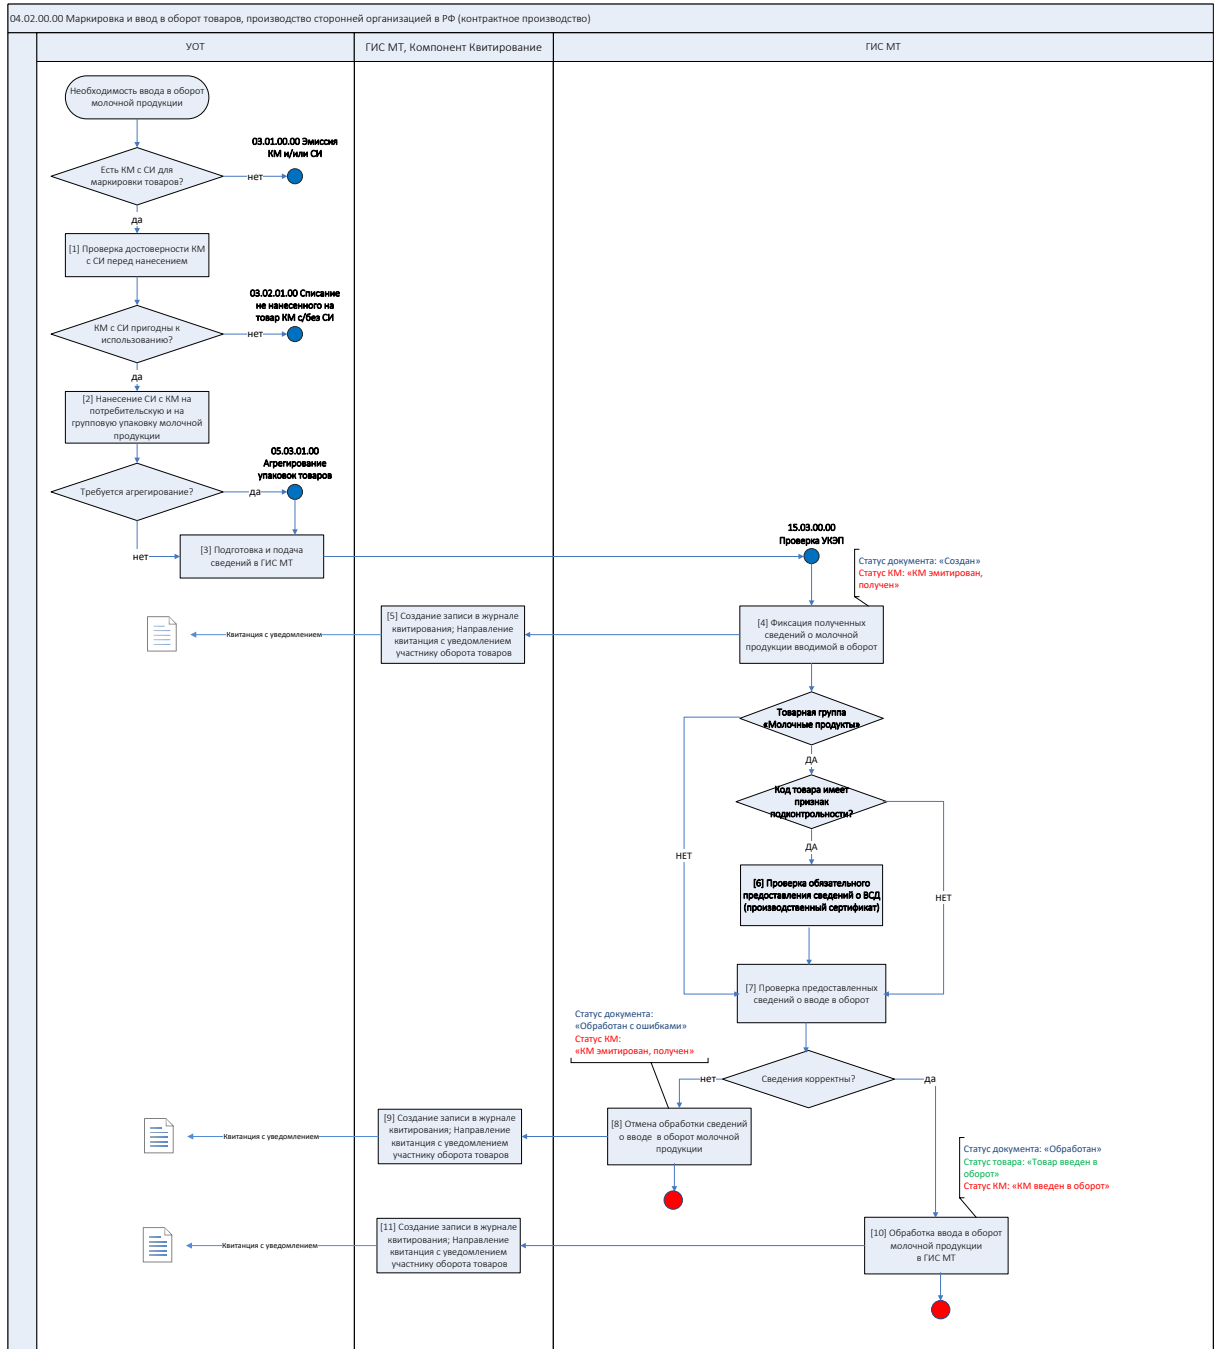 04.02.00.00 Маркировка и ввод в оборот товаров, производство сторонней организацией в РФ (контрактное производство)
УОТ
ГИС МТ, Компонент Квитирование
ГИС МТ
Необходимость ввода в оборот
молочной продукции
03.01.00.00 Эмиссия
КМ и/или СИ
Есть КМ с СИ для
маркировки товаров?
нет
да
[1] Проверка достоверности КМ
с СИ перед нанесением
03.02.01.00 Списание
не нанесенного на
товар КМ с/без СИ
КМ с СИ пригодны к
использованию?
нет
да
[2] Нанесение СИ с КМ на
потребительскую и на
групповую упаковку молочной
продукции
05.03.01.00
Агрегирование
упаковок товаров
Требуется агрегирование?
да
нет
[3] Подготовка и подача
сведений в ГИС МТ
15.03.00.00
Проверка УКЭП
Статус документа: «Создан»
Статус КМ: «КМ эмитирован,
получен»
[4] Фиксация полученных
сведений о молочной
продукции вводимой в оборот
[5] Создание записи в журнале
квитирования; Направление
квитанция с уведомлением
участнику оборота товаров
Квитанция с уведомлением
Товарная группа
«Молочные продукты»
ДА
Код товара имеет
признак
подконтрольности?
ДА
НЕТ
[6] Проверка обязательного
предоставления сведений о ВСД
(производственный сертификат)
НЕТ
[7] Проверка предоставленных
сведений о вводе в оборот
Статус документа:
«Обработан с ошибками»
Статус КМ:
«КМ эмитирован, получен»
Сведения корректны?
нет
да
[8] Отмена обработки сведений
о вводе  в оборот молочной
продукции
[9] Создание записи в журнале
квитирования; Направление
квитанция с уведомлением
участнику оборота товаров
Квитанция с уведомлением
Статус документа: «Обработан»
Статус товара: «Товар введен в
оборот»
Статус КМ: «КМ введен в оборот»
[10] Обработка ввода в оборот
молочной продукции
в ГИС МТ
[11] Создание записи в журнале
квитирования; Направление
квитанция с уведомлением
участнику оборота товаров
Квитанция с уведомлением